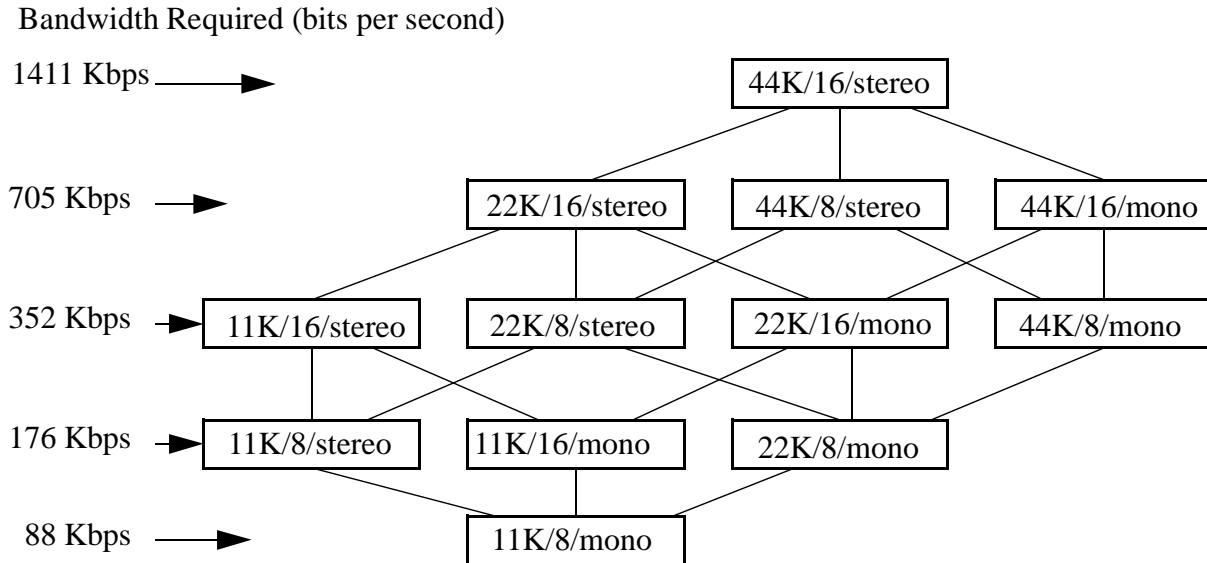 Bandwidth Required (bits per second)
1411 Kbps
44K/16/stereo
705 Kbps
22K/16/stereo
44K/8/stereo
44K/16/mono
352 Kbps
11K/16/stereo
22K/8/stereo
22K/16/mono
44K/8/mono
176 Kbps
11K/8/stereo
11K/16/mono
22K/8/mono
88 Kbps
11K/8/mono